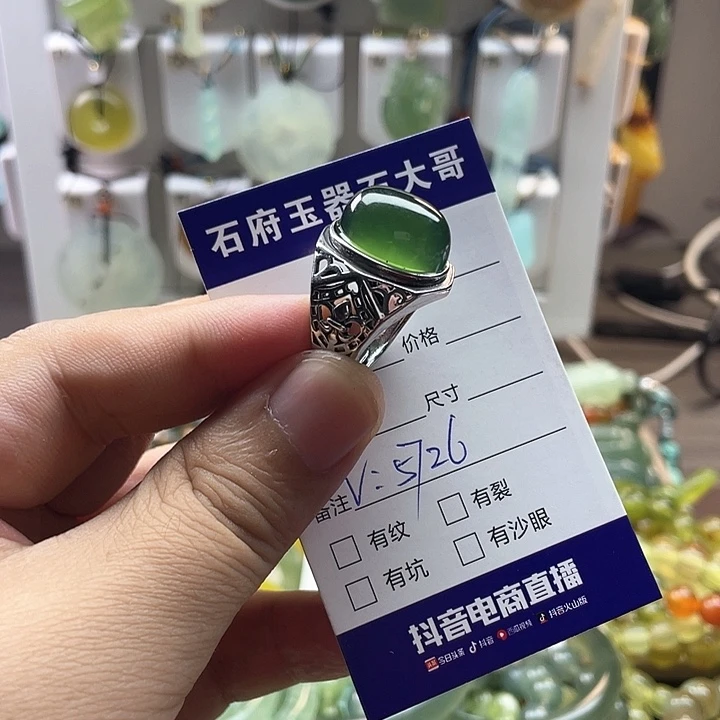 石府玉器石大哥
价格
尺寸
备注V:5726
有纹
有裂
有坑
有沙眼
抖音电商直播
今日头条 抖音 西瓜视频 抖音火山版